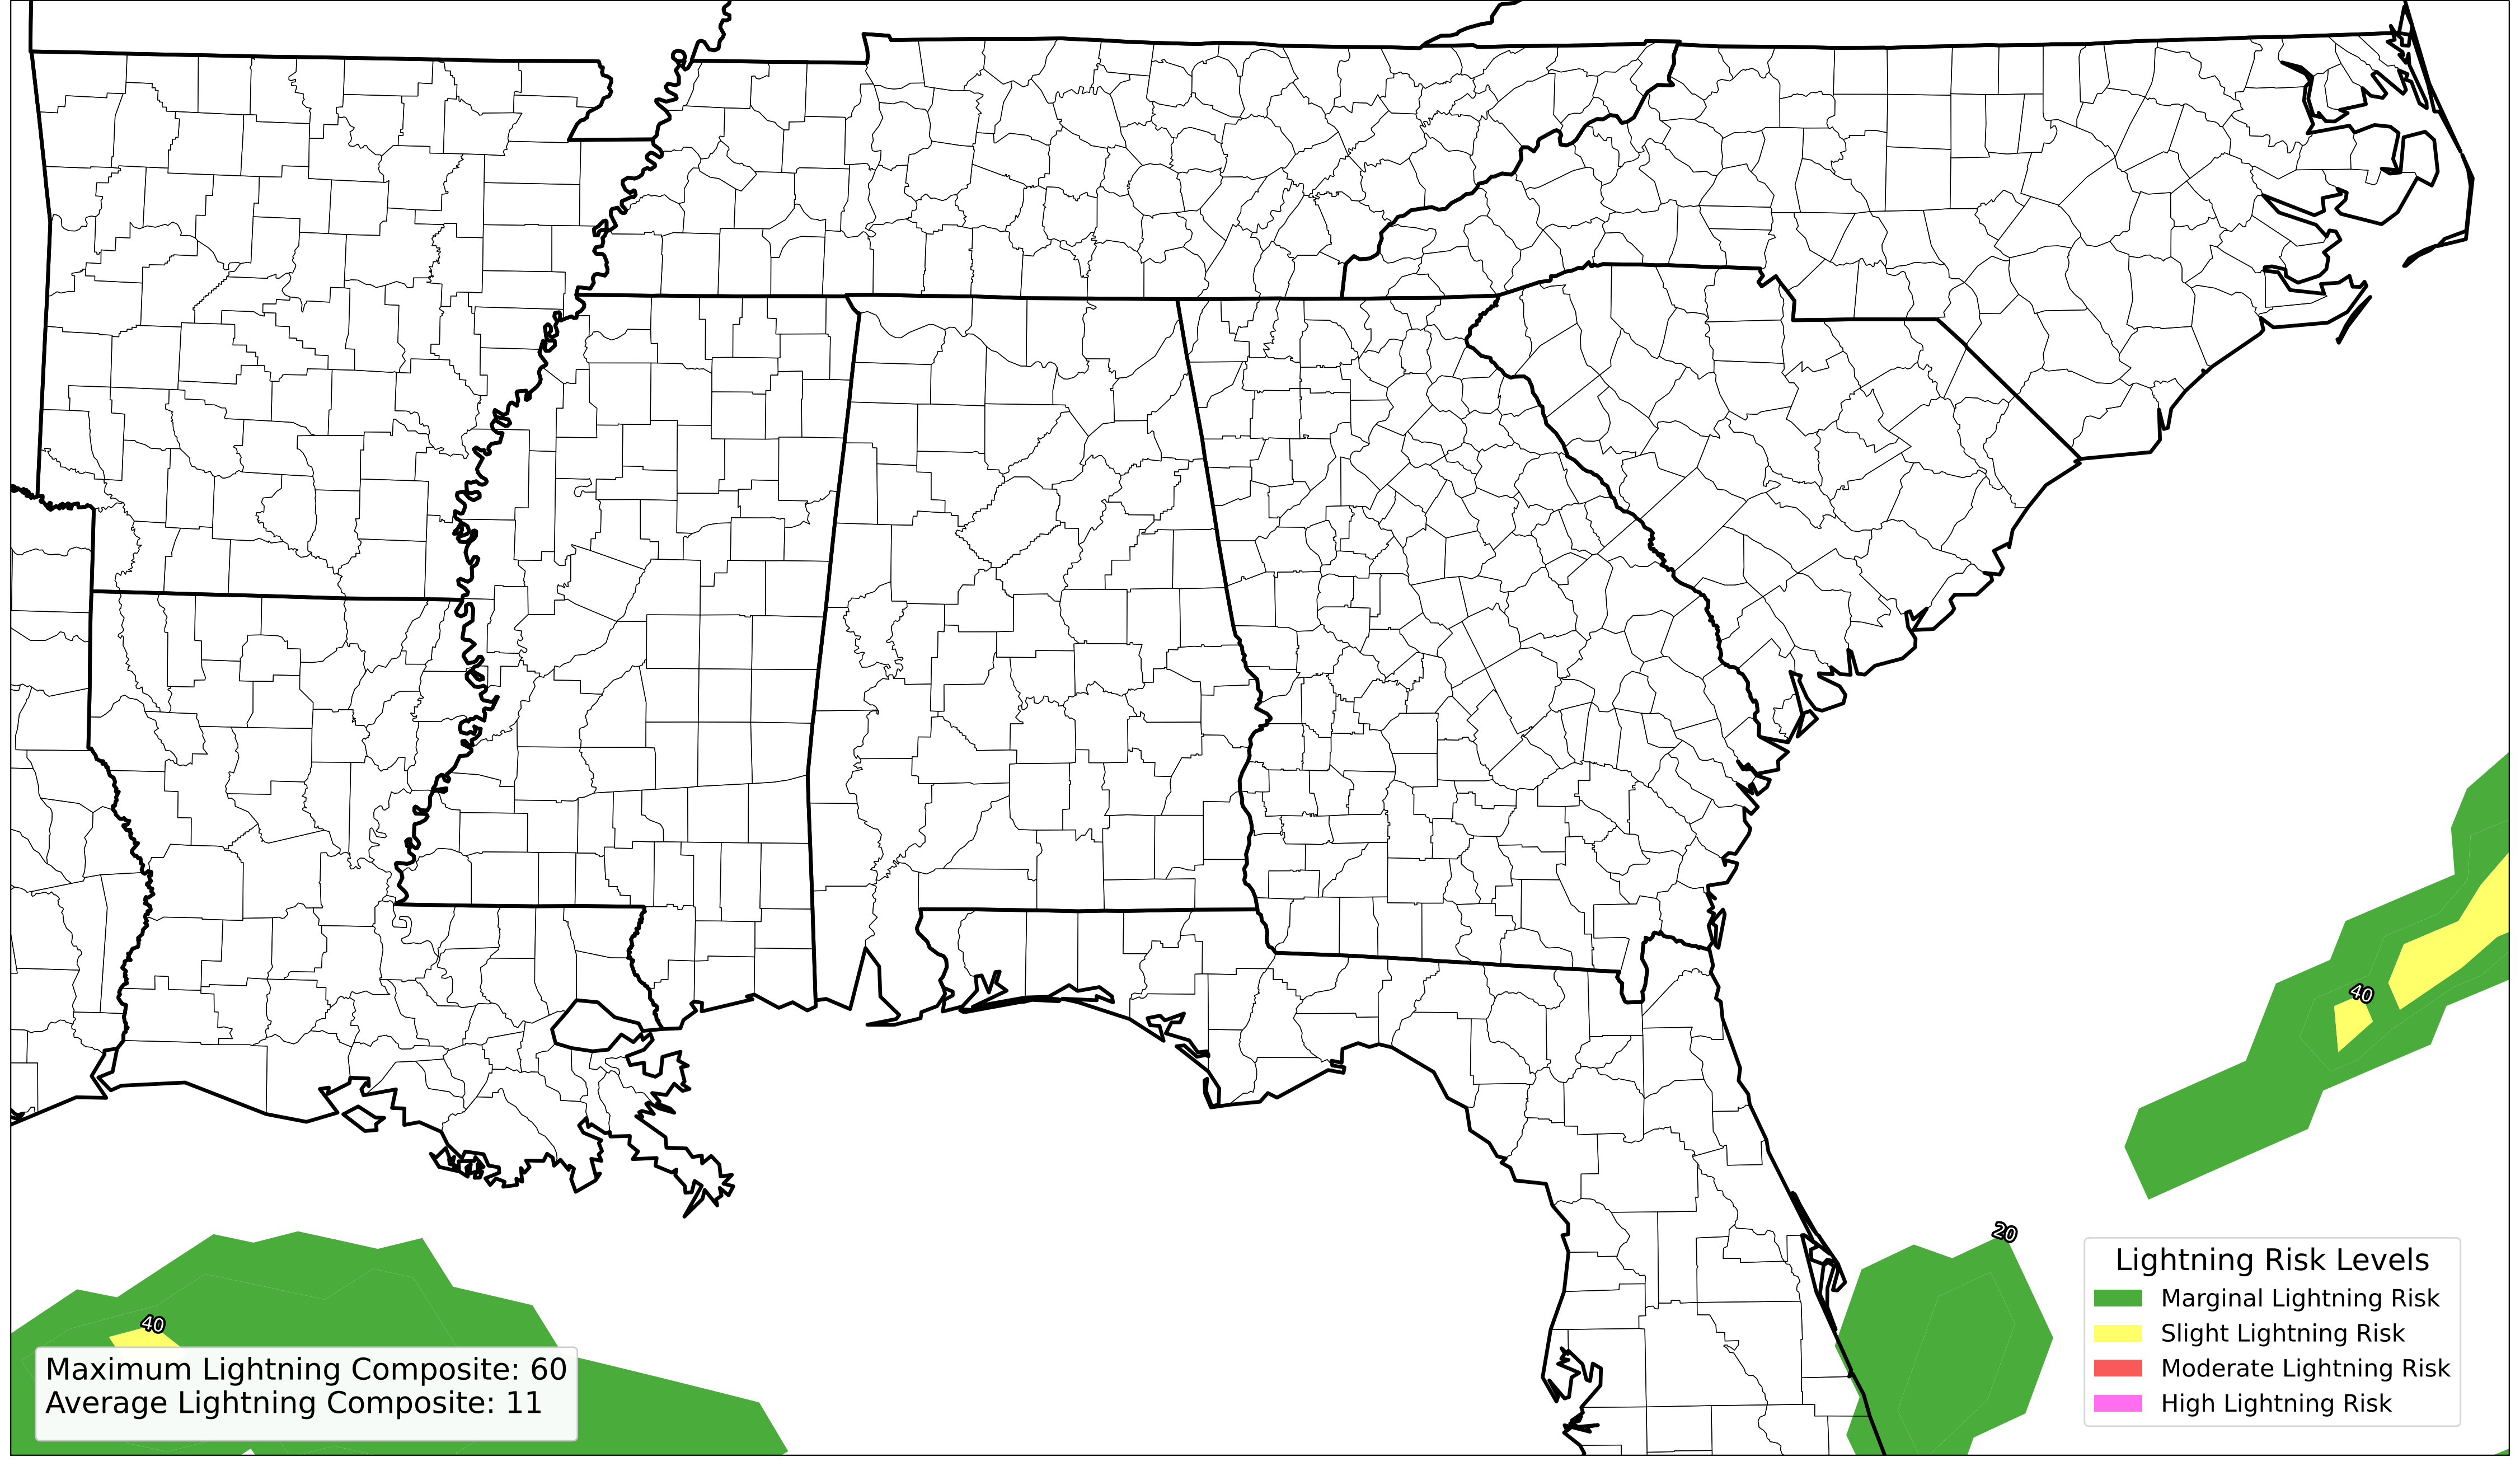 40
20
40
Lightning Risk Levels
Marginal Lightning Risk
Slight Lightning Risk
Moderate Lightning Risk
High Lightning Risk
Maximum Lightning Composite: 60
Average Lightning Composite: 11